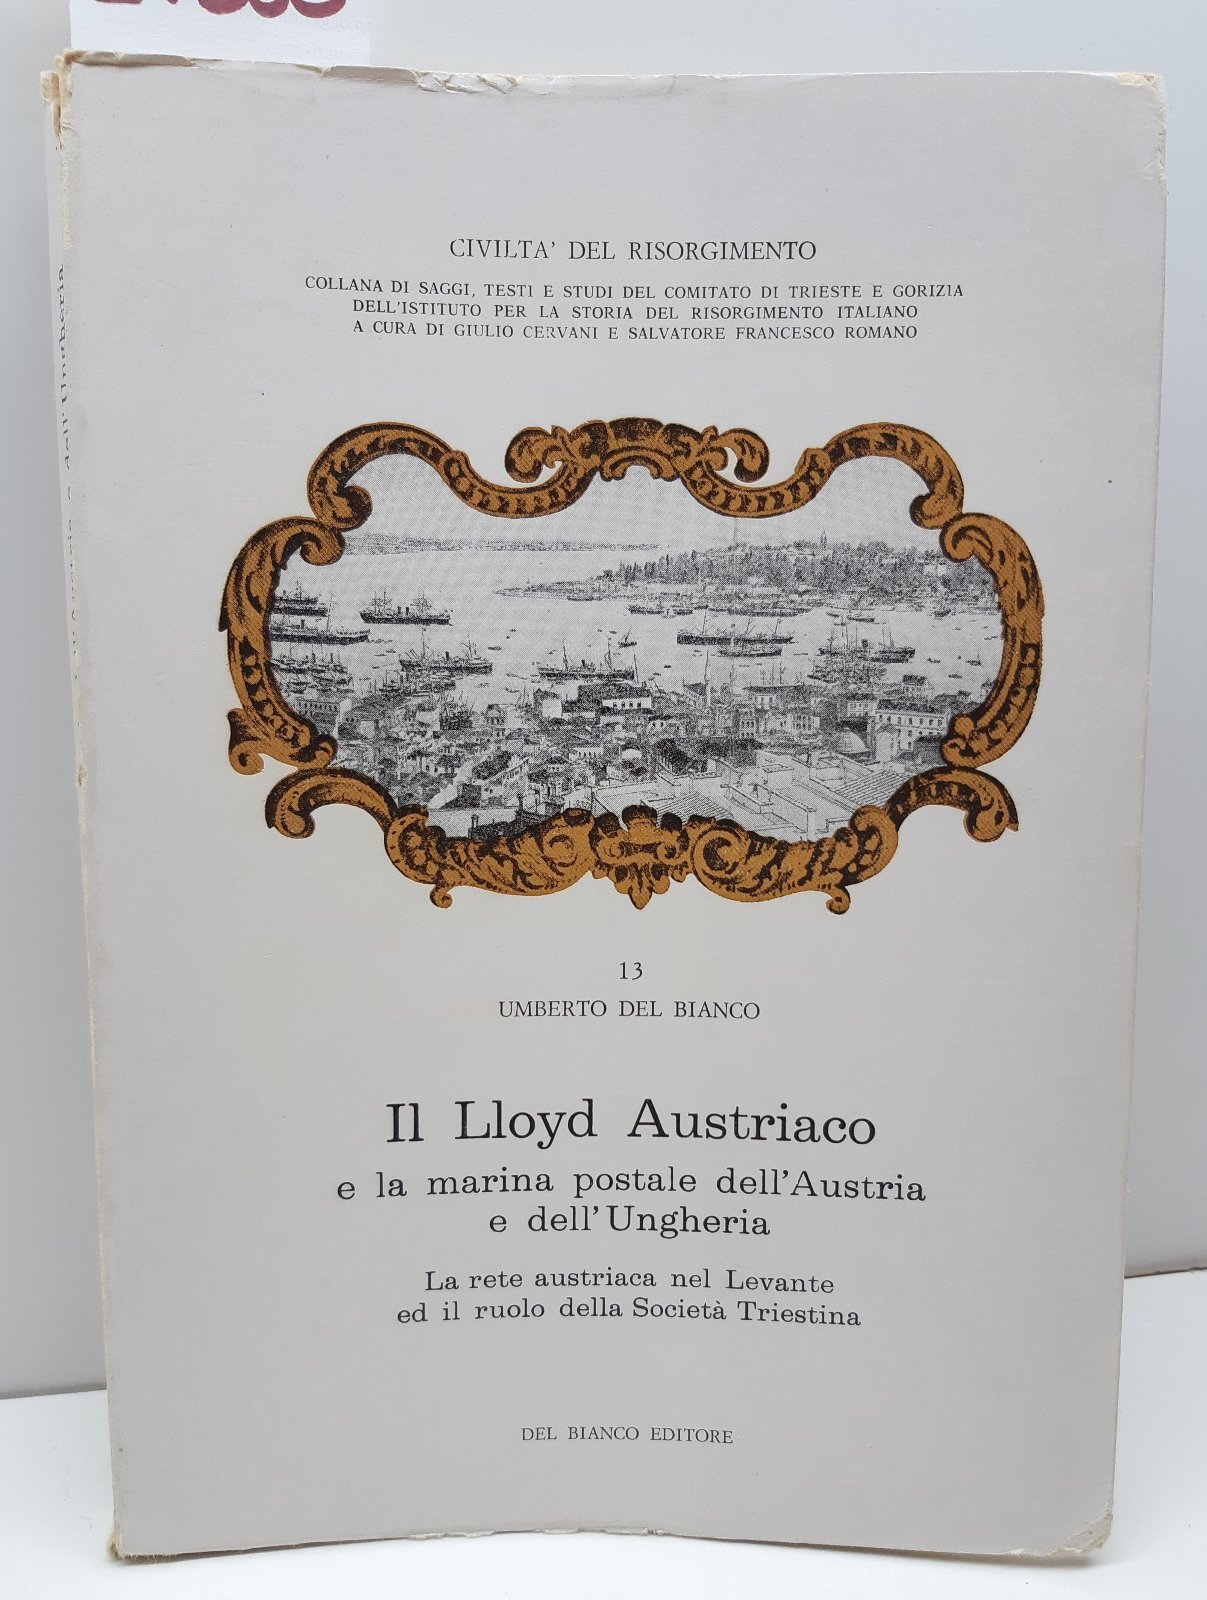 CIVILTA' DEL RISORGIMENTO
COLLANA DI SAGGI, TESTI E STUDI DEL COMITATO DI TRIESTE E GORIZIA
DELL'ISTITUTO PER LA STORIA DEL RISORGIMENTO ITALIANO
A CURA DI GIULIO CERVANI E SALVATORE FRANCESCO ROMANO
13
UMBERTO DEL BIANCO
Il Lloyd Austriaco
e la marina postale dell'Austria
e dell'Ungheria
La rete austriaca nel Levante
ed il ruolo della Società Triestina
DEL BIANCO EDITORE
dell'Ungheria